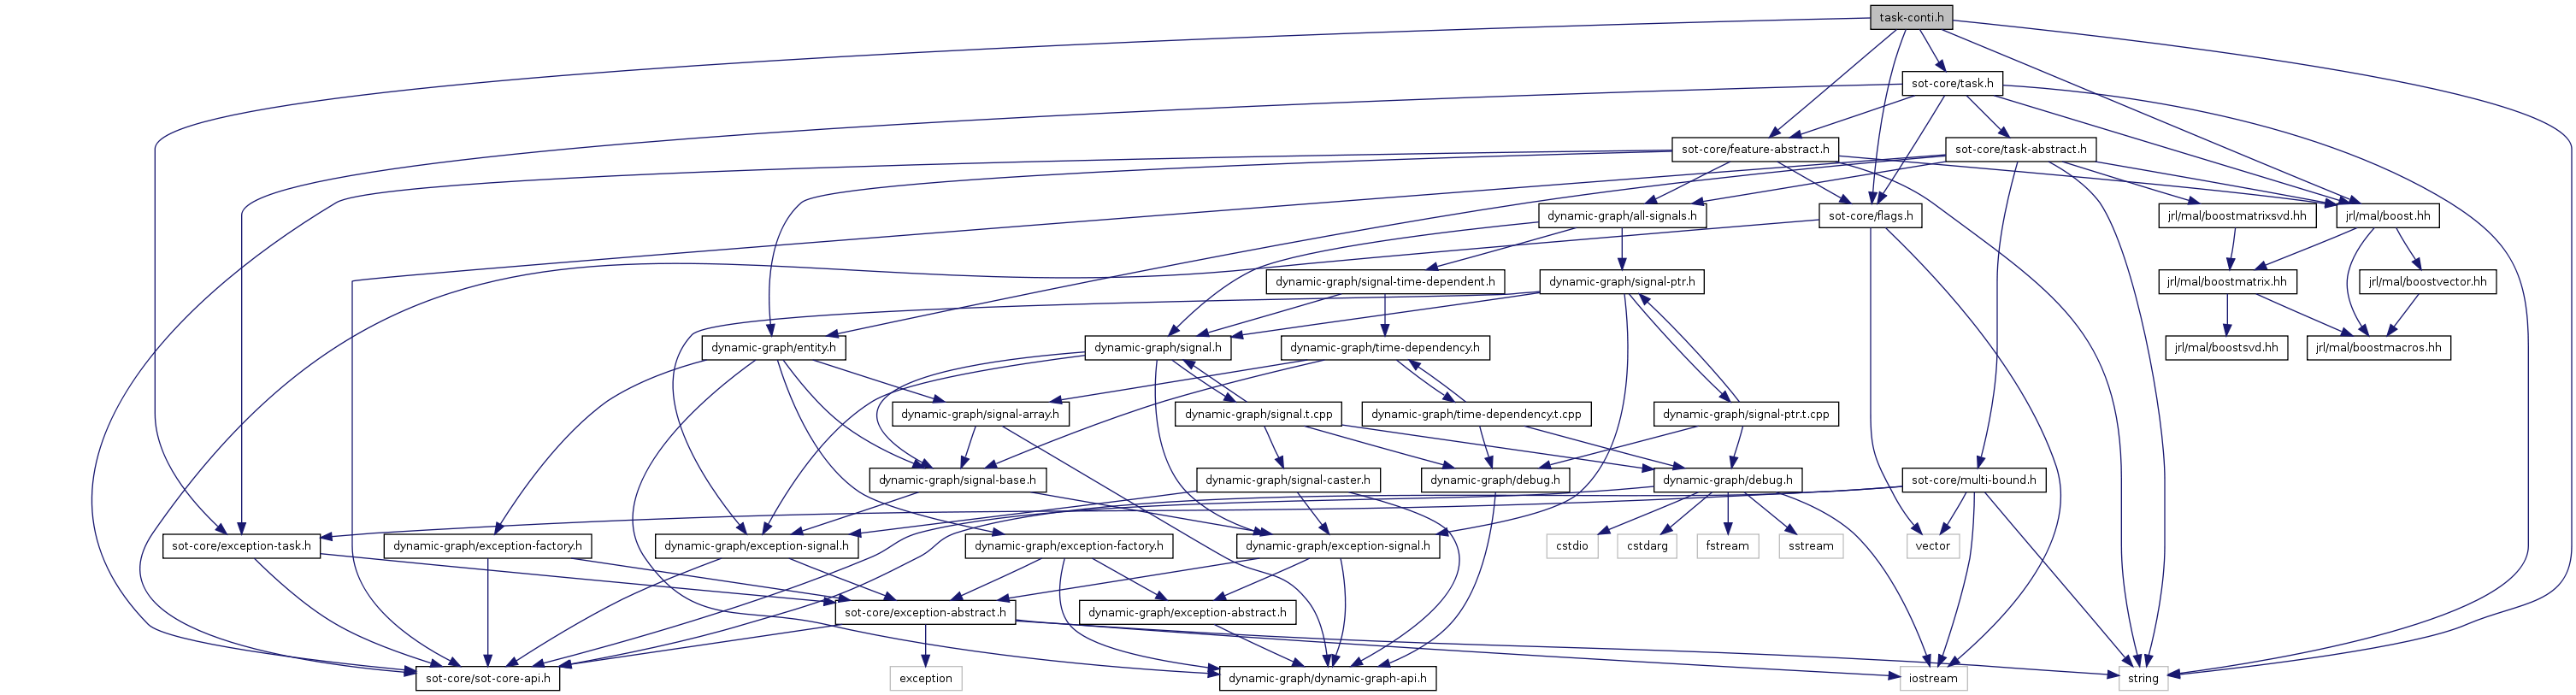 task-conti.h
sot-core/task.h
sot-core/feature-abstract.h
sot-core/task-abstract.h
dynamic-graph/all-signals.h
sot-core/flags.h
jrl/mal/boostmatrixsvd.hh
jrl/mal/boost.hh
dynamic-graph/signal-time-dependent.h
dynamic-graph/signal-ptr.h
jrl/mal/boostmatrix.hh
jrl/mal/boostvector.hh
dynamic-graph/entity.h
dynamic-graph/signal.h
dynamic-graph/time-dependency.h
jrl/mal/boostsvd.hh
jrl/mal/boostmacros.hh
dynamic-graph/signal-array.h
dynamic-graph/signal.t.cpp
dynamic-graph/time-dependency.t.cpp
dynamic-graph/signal-ptr.t.cpp
dynamic-graph/signal-base.h
dynamic-graph/signal-caster.h
dynamic-graph/debug.h
dynamic-graph/debug.h
sot-core/multi-bound.hh
sot-core/exception-task.h
dynamic-graph/exception-factory.h
dynamic-graph/exception-signal.h
dynamic-graph/exception-factory.h
dynamic-graph/exception-signal.h
cstdio
cstdarg
fstream
sstream
vector
sot-core/exception-abstract.h
dynamic-graph/exception-abstract.h
sot-core/sot-core-api.h
exception
dynamic-graph/dynamic-graph-api.h
iostream
string